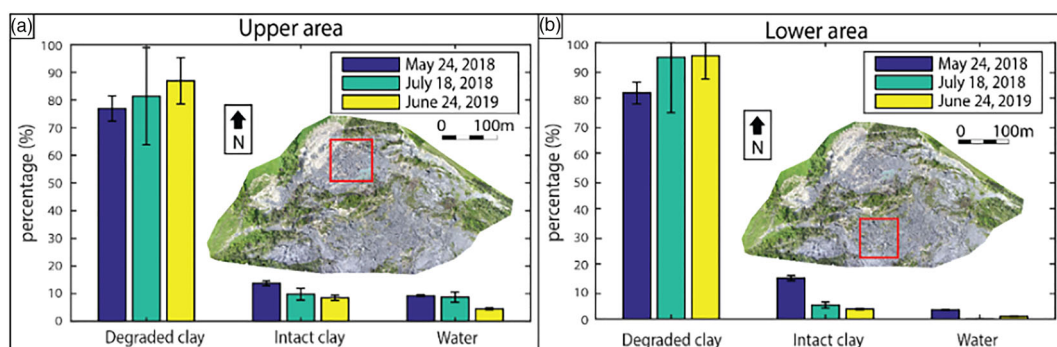 (a)
Upper area
percentage (%)
100
90
80
70
60
50
40
30
20
10
0
May 24, 2018
July 18, 2018
June 24, 2019
N
0 100m
Degraded clay Intact clay Water
(b)
Lower area
percentage (%)
100
90
80
70
60
50
40
30
20
10
0
May 24, 2018
July 18, 2018
June 24, 2019
N
0 100m
Degraded clay Intact clay Water